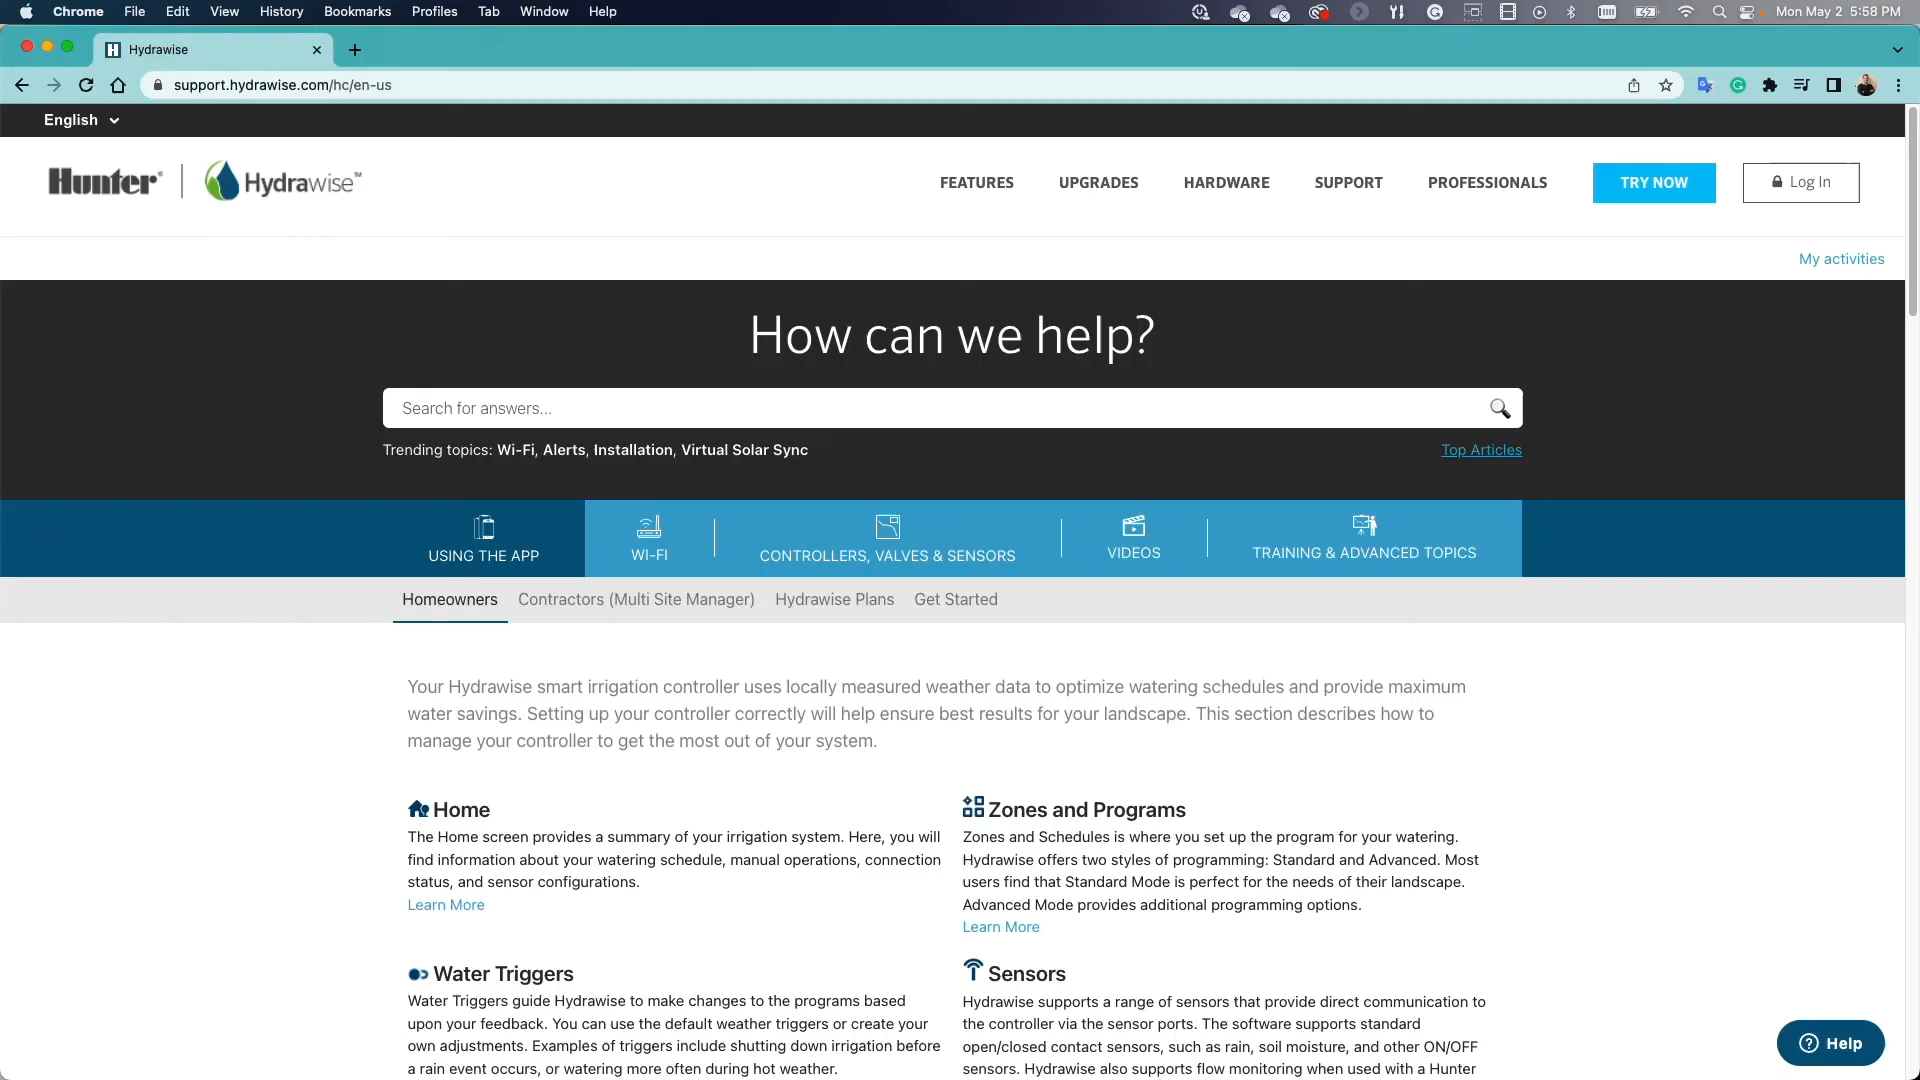 Chrome File Edit View History Bookmarks Profiles Tab Window Help Mon May 2 5:58 PM
Hydrawise
support.hydrawise.com/hc/en-us
English
Hunter® Hydrawise™ FEATURES UPGRADES HARDWARE SUPPORT PROFESSIONALS TRY NOW Log In
My activities
How can we help?
Search for answers...
Trending topics: Wi-Fi, Alerts, Installation, Virtual Solar Sync Top Articles
USING THE APP WI-FI CONTROLLERS, VALVES & SENSORS VIDEOS TRAINING & ADVANCED TOPICS
Homeowners Contractors (Multi Site Manager) Hydrawise Plans Get Started
Your Hydrawise smart irrigation controller uses locally measured weather data to optimize watering schedules and provide maximum
water savings. Setting up your controller correctly will help ensure best results for your landscape. This section describes how to
manage your controller to get the most out of your system.
Home
The Home screen provides a summary of your irrigation system. Here, you will
find information about your watering schedule, manual operations, connection
status, and sensor configurations.
Learn More
Zones and Programs
Zones and Schedules is where you set up the program for your watering.
Hydrawise offers two styles of programming: Standard and Advanced. Most
users find that Standard Mode is perfect for the needs of their landscape.
Advanced Mode provides additional programming options.
Learn More
Water Triggers
Water Triggers guide Hydrawise to make changes to the programs based
upon your feedback. You can use the default weather triggers or create your
own adjustments. Examples of triggers include shutting down irrigation before
a rain event occurs, or watering more often during hot weather.
Sensors
Hydrawise supports a range of sensors that provide direct communication to
the controller via the sensor ports. The software supports standard
open/closed contact sensors, such as rain, soil moisture, and other ON/OFF
sensors. Hydrawise also supports flow monitoring when used with a Hunter
Help